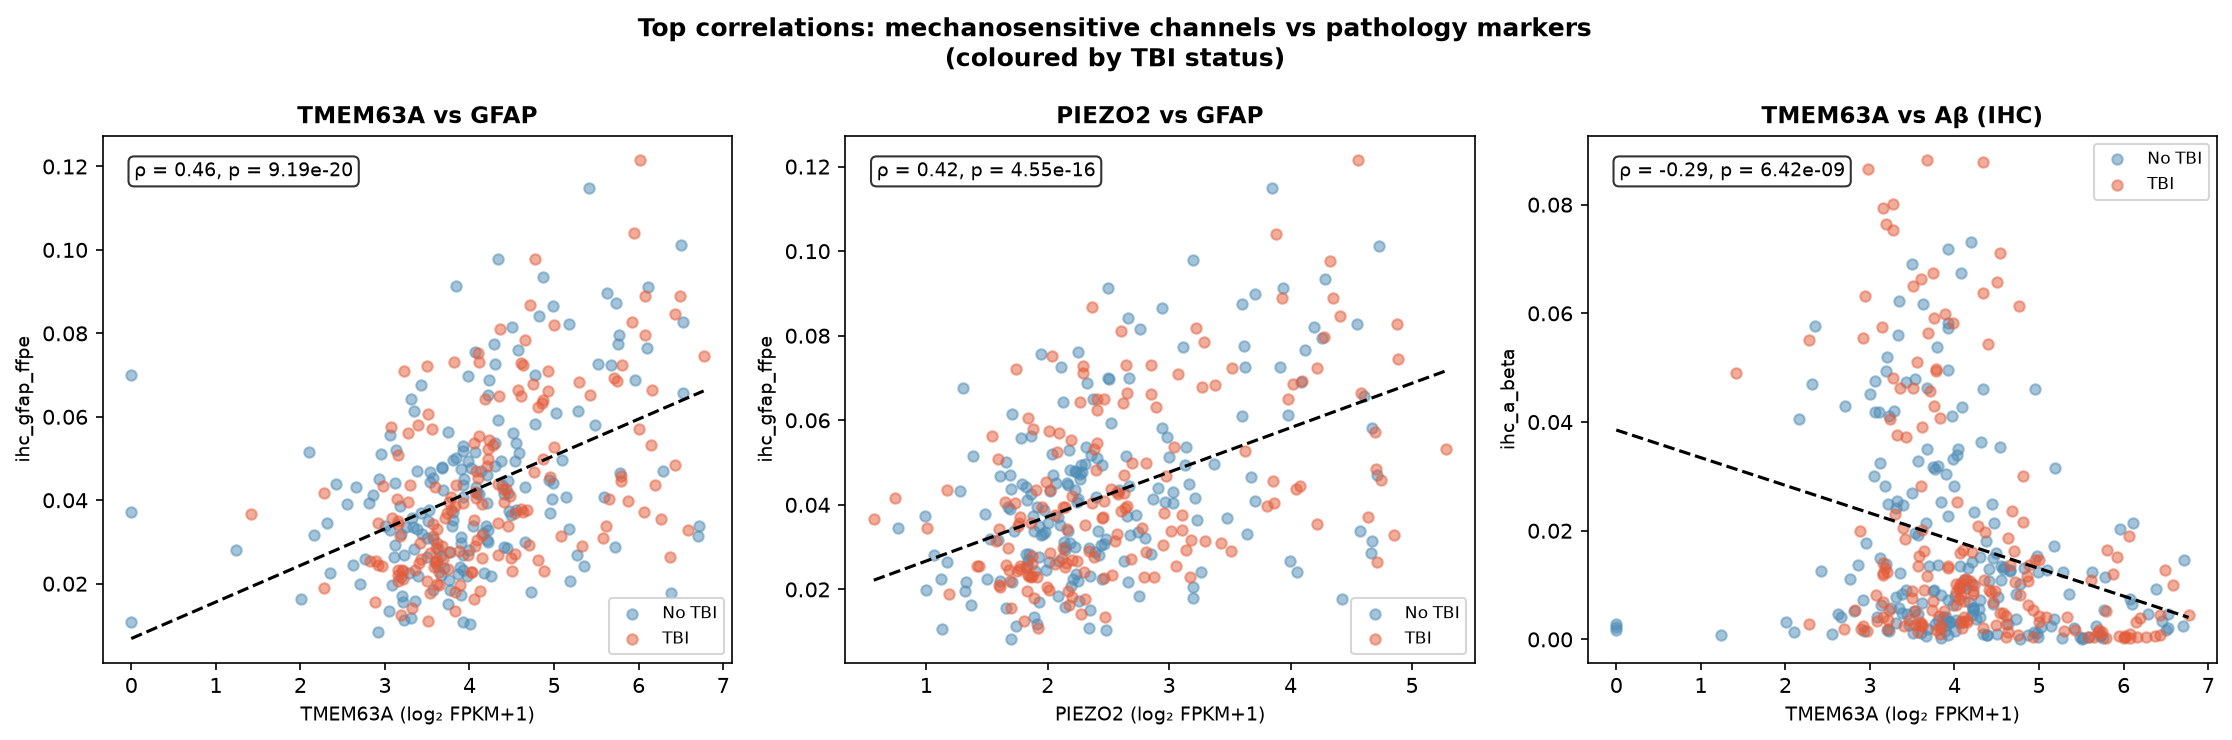 Top correlations: mechanosensitive channels vs pathology markers
(coloured by TBI status)
TMEM63A vs GFAP
ρ = 0.46, p = 9.19e-20
0.12
0.10
0.08
0.06
0.04
0.02
ihc_gfap_ffpe
No TBI
TBI
0 1 2 3 4 5 6 7
TMEM63A (log₂ FPKM+1)
PIEZO2 vs GFAP
ρ = 0.42, p = 4.55e-16
0.12
0.10
0.08
0.06
0.04
0.02
ihc_gfap_ffpe
No TBI
TBI
1 2 3 4 5
PIEZO2 (log₂ FPKM+1)
TMEM63A vs Aβ (IHC)
ρ = -0.29, p = 6.42e-09
No TBI
TBI
0.08
0.06
0.04
0.02
0.00
ihc_a_beta
0 1 2 3 4 5 6 7
TMEM63A (log₂ FPKM+1)